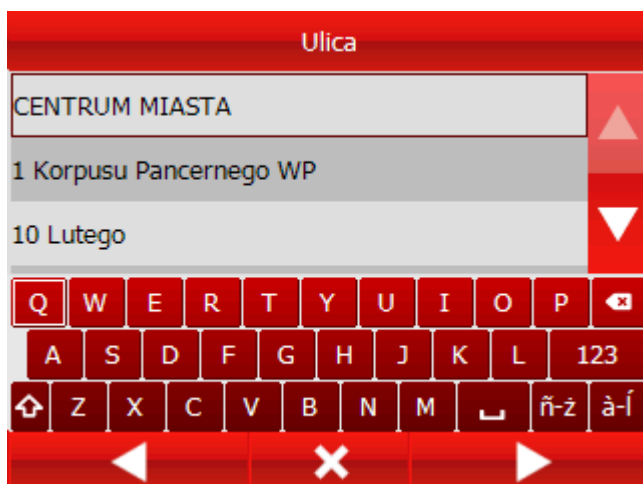 Ulica
CENTRUM MIASTA
1 Korpusu Pancernego WP
10 Lutego
Q W E R T Y U I O P
A S D F G H J K L 123
Z X C V B N M ñ-ż à-Í